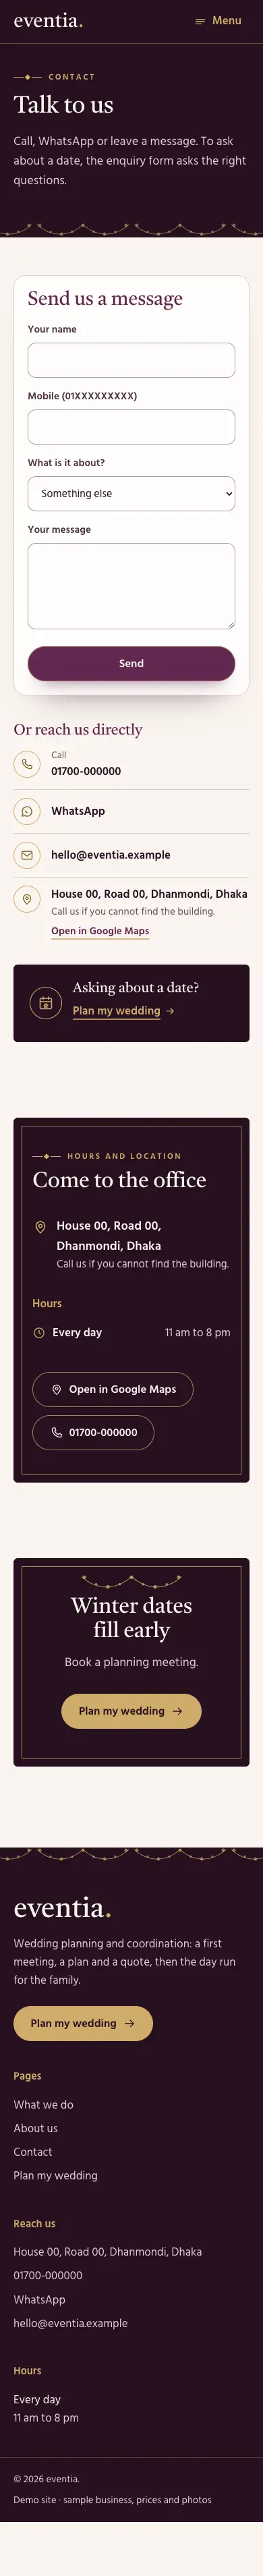 eventia.
Menu
CONTACT
Talk to us
Call, WhatsApp or leave a message. To ask
about a date, the enquiry form asks the right
questions.
Send us a message
Your name
Mobile (01XXXXXXXXX)
What is it about?
Something else
Your message
Send
Or reach us directly
Call
01700-000000
WhatsApp
hello@eventia.example
House 00, Road 00, Dhanmondi, Dhaka
Call us if you cannot find the building.
Open in Google Maps
Asking about a date?
Plan my wedding →
HOURS AND LOCATION
Come to the office
House 00, Road 00,
Dhanmondi, Dhaka
Call us if you cannot find the building.
Hours
Every day 11 am to 8 pm
Open in Google Maps
01700-000000
Winter dates
fill early
Book a planning meeting.
Plan my wedding →
eventia.
Wedding planning and coordination: a first
meeting, a plan and a quote, then the day run
for the family.
Plan my wedding →
Pages
What we do
About us
Contact
Plan my wedding
Reach us
House 00, Road 00, Dhanmondi, Dhaka
01700-000000
WhatsApp
hello@eventia.example
Hours
Every day
11 am to 8 pm
© 2026 eventia.
Demo site · sample business, prices and photos